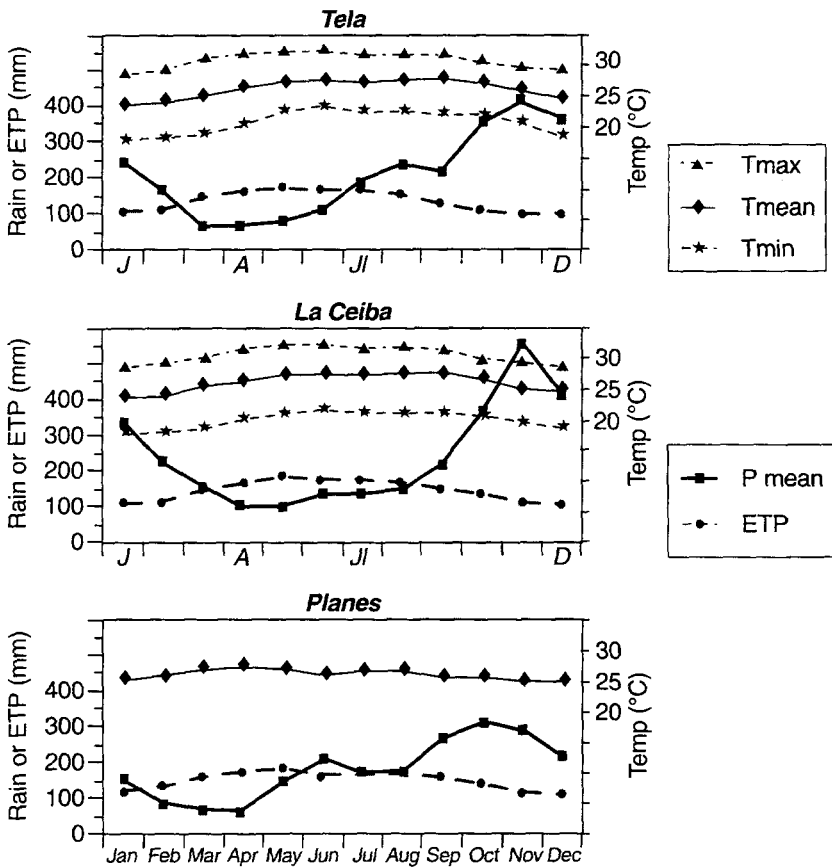 Tela
Rain or ETP (mm)
400
300
200
100
0
30
25
20
Temp (°C)
J A Jl D
Tmax
Tmean
Tmin
La Ceiba
Rain or ETP (mm)
400
300
200
100
0
30
25
20
Temp (°C)
J A Jl D
P mean
ETP
Planes
Rain or ETP (mm)
400
300
200
100
0
30
25
20
Temp (°C)
Jan Feb Mar Apr May Jun Jul Aug Sep Oct Nov Dec